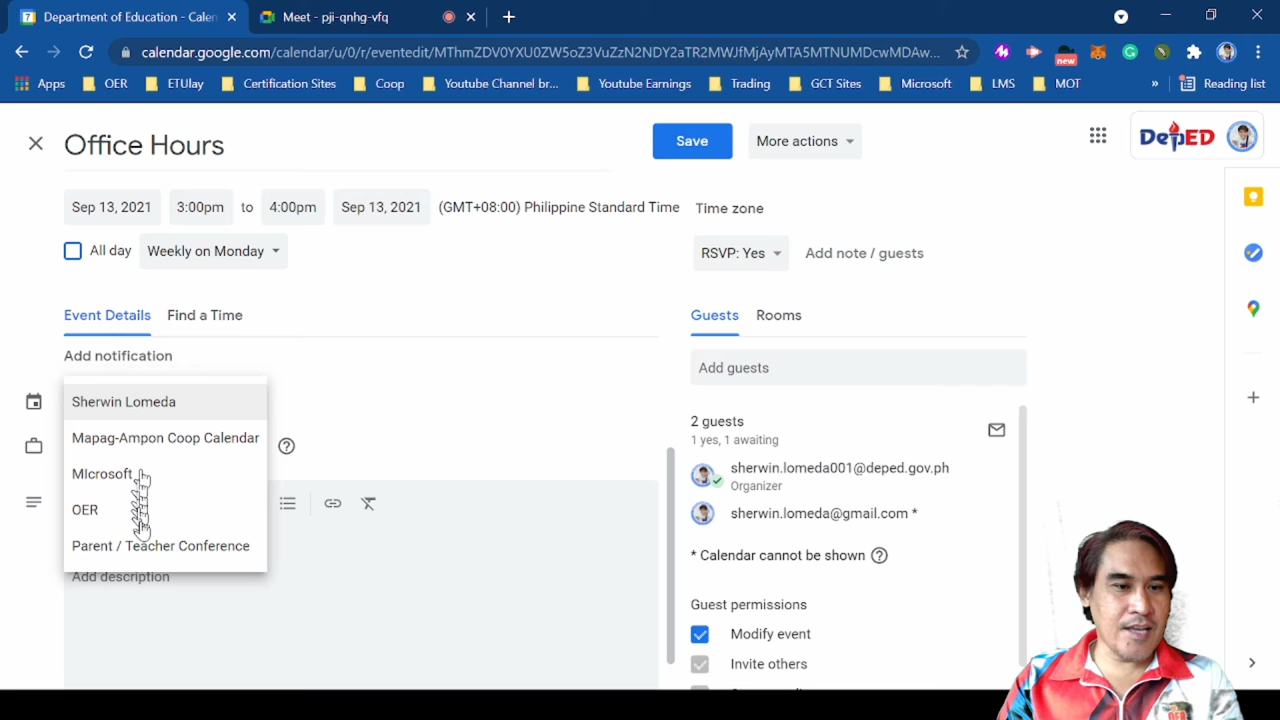 Department of Education - Calen
Meet - pji-qnhg-vfq
calendar.google.com/calendar/u/0/r/eventedit/MThmZDV0YXU0ZW5oZ3VuZzN2NDY2aTR2MWJfMjAyMTA5MTNUMDcwMDAw...
new
Apps OER ETUlay Certification Sites Coop Youtube Channel br... Youtube Earnings Trading GCT Sites Microsoft LMS MOT » Reading list
Office Hours
Save
More actions
DepED
Sep 13, 2021 3:00pm to 4:00pm Sep 13, 2021 (GMT+08:00) Philippine Standard Time Time zone
All day Weekly on Monday
RSVP: Yes Add note / guests
Event Details Find a Time
Guests Rooms
Add notification
Add guests
Sherwin Lomeda
Mapag-Ampon Coop Calendar
MIcrosoft
OER
Parent / Teacher Conference
Add description
2 guests
1 yes, 1 awaiting
sherwin.lomeda001@deped.gov.ph
Organizer
sherwin.lomeda@gmail.com *
* Calendar cannot be shown
Guest permissions
Modify event
Invite others